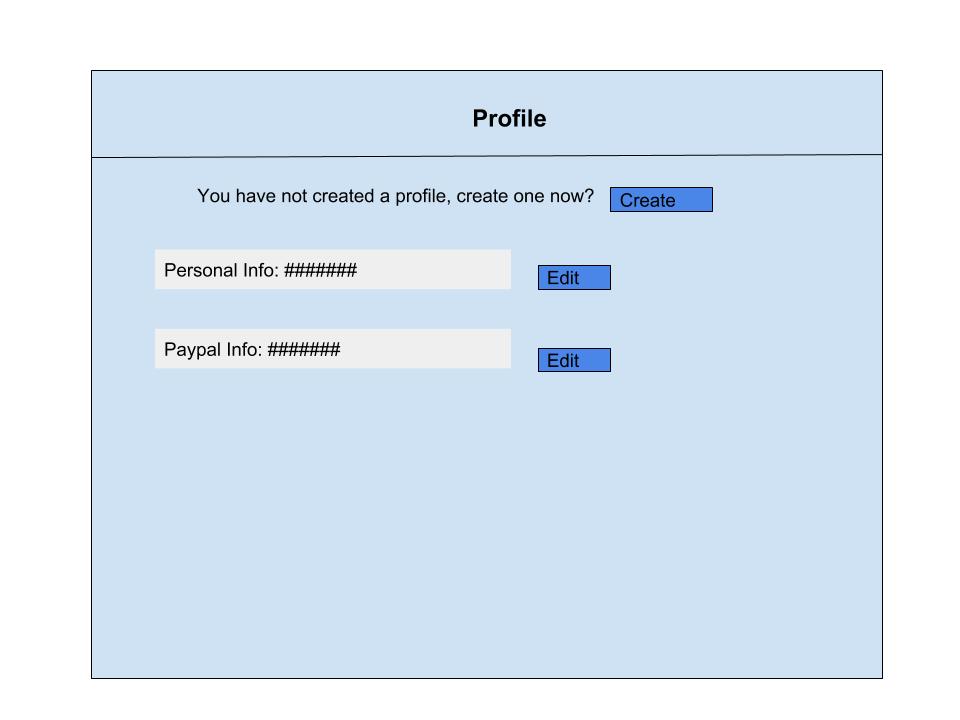 Profile
You have not created a profile, create one now?
Create
Personal Info: #######
Edit
Paypal Info: #######
Edit